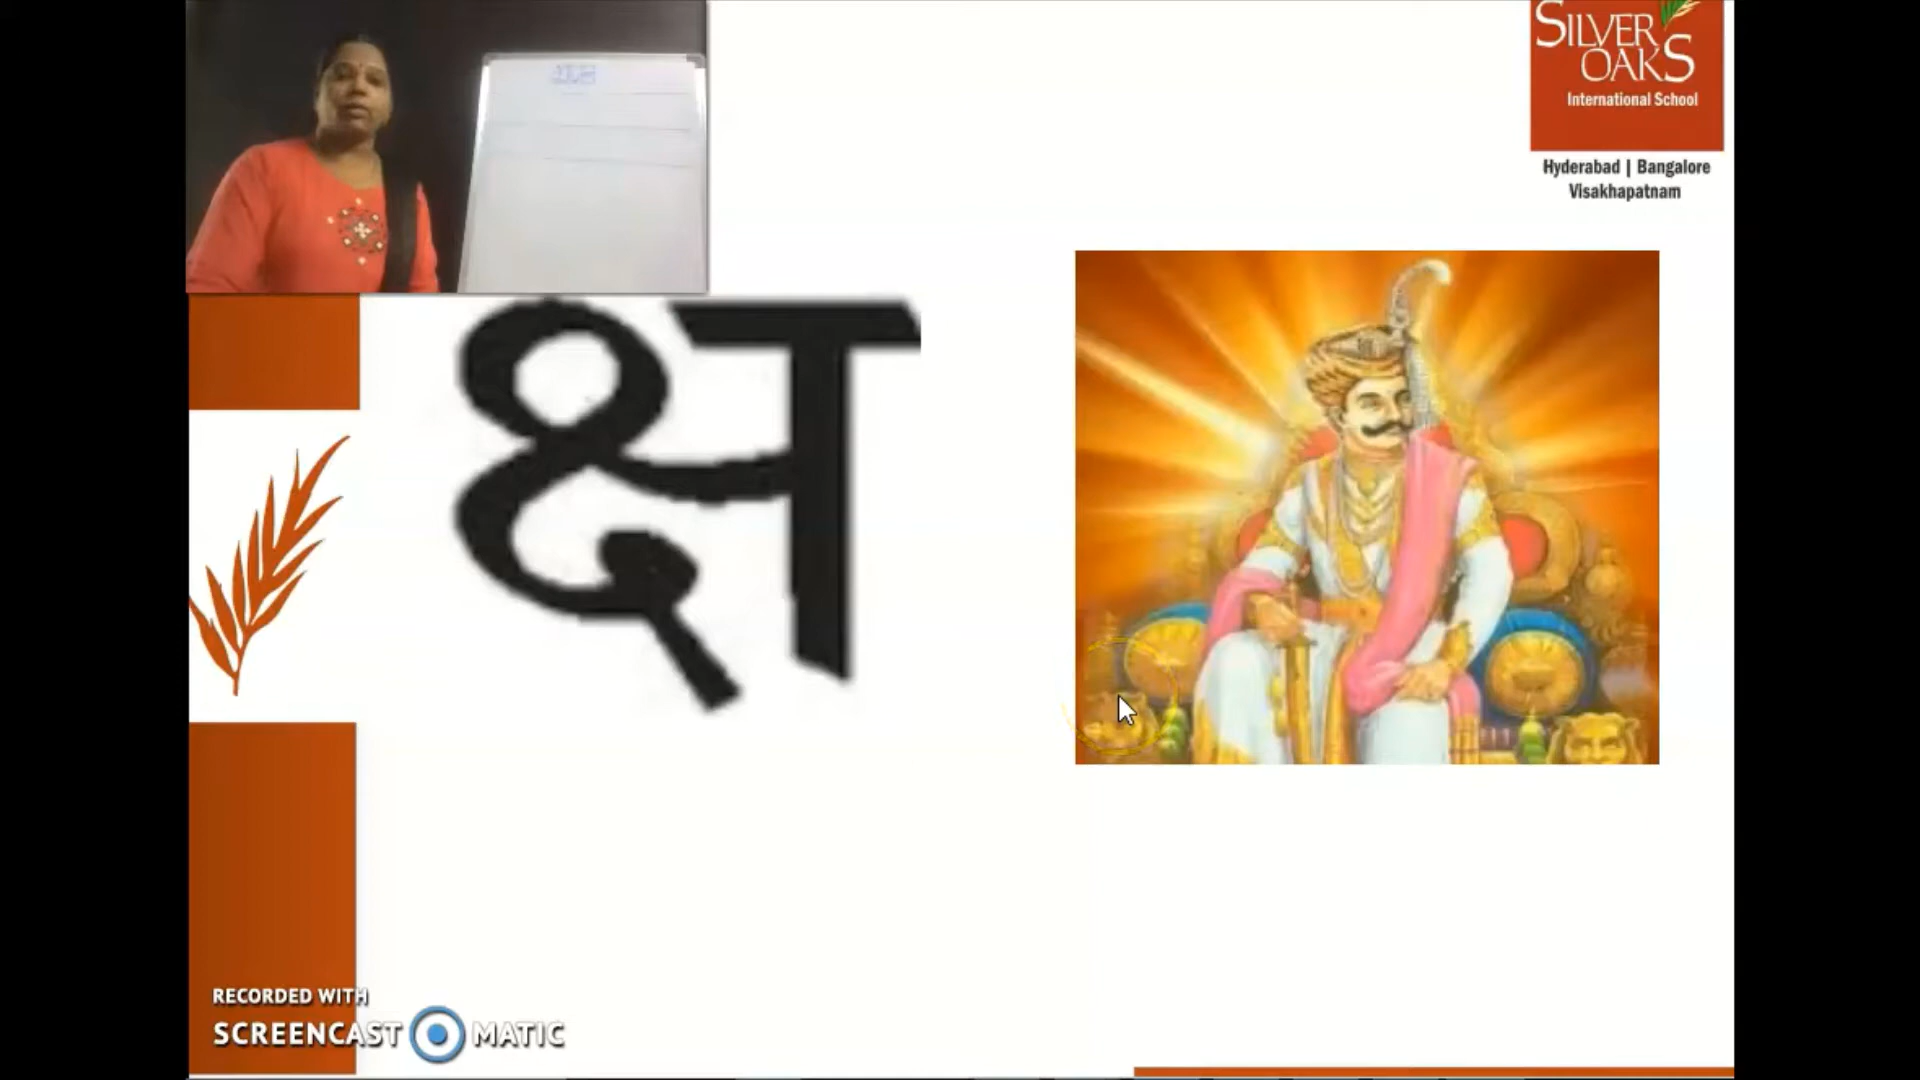 SILVER
OAKS
International School
Hyderabad | Bangalore
Visakhapatnam
क्ष
RECORDED WITH
SCREENCAST MATIC